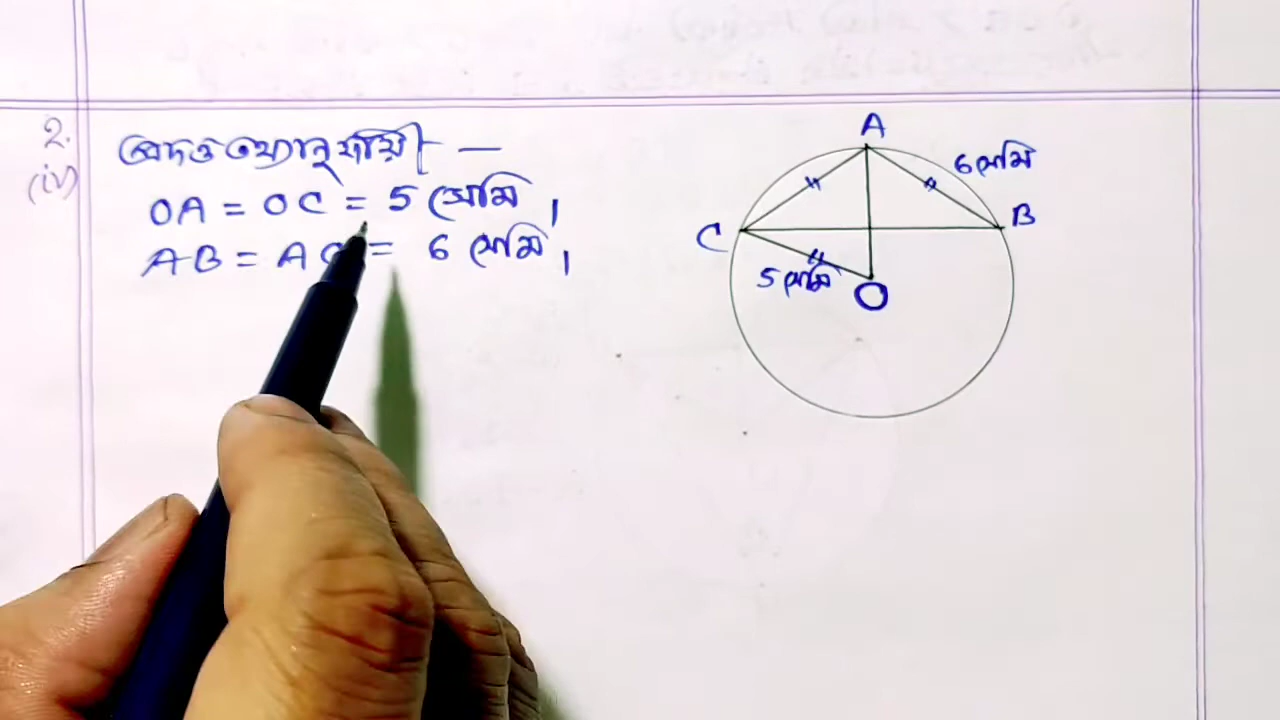 2.
(iv)
প্রদত্ত তথ্যানুযায়ী —
OA = OC = 5 সেমি,
AB = AC = 6 সেমি,
A
6 সেমি
B
C
5 সেমি
O